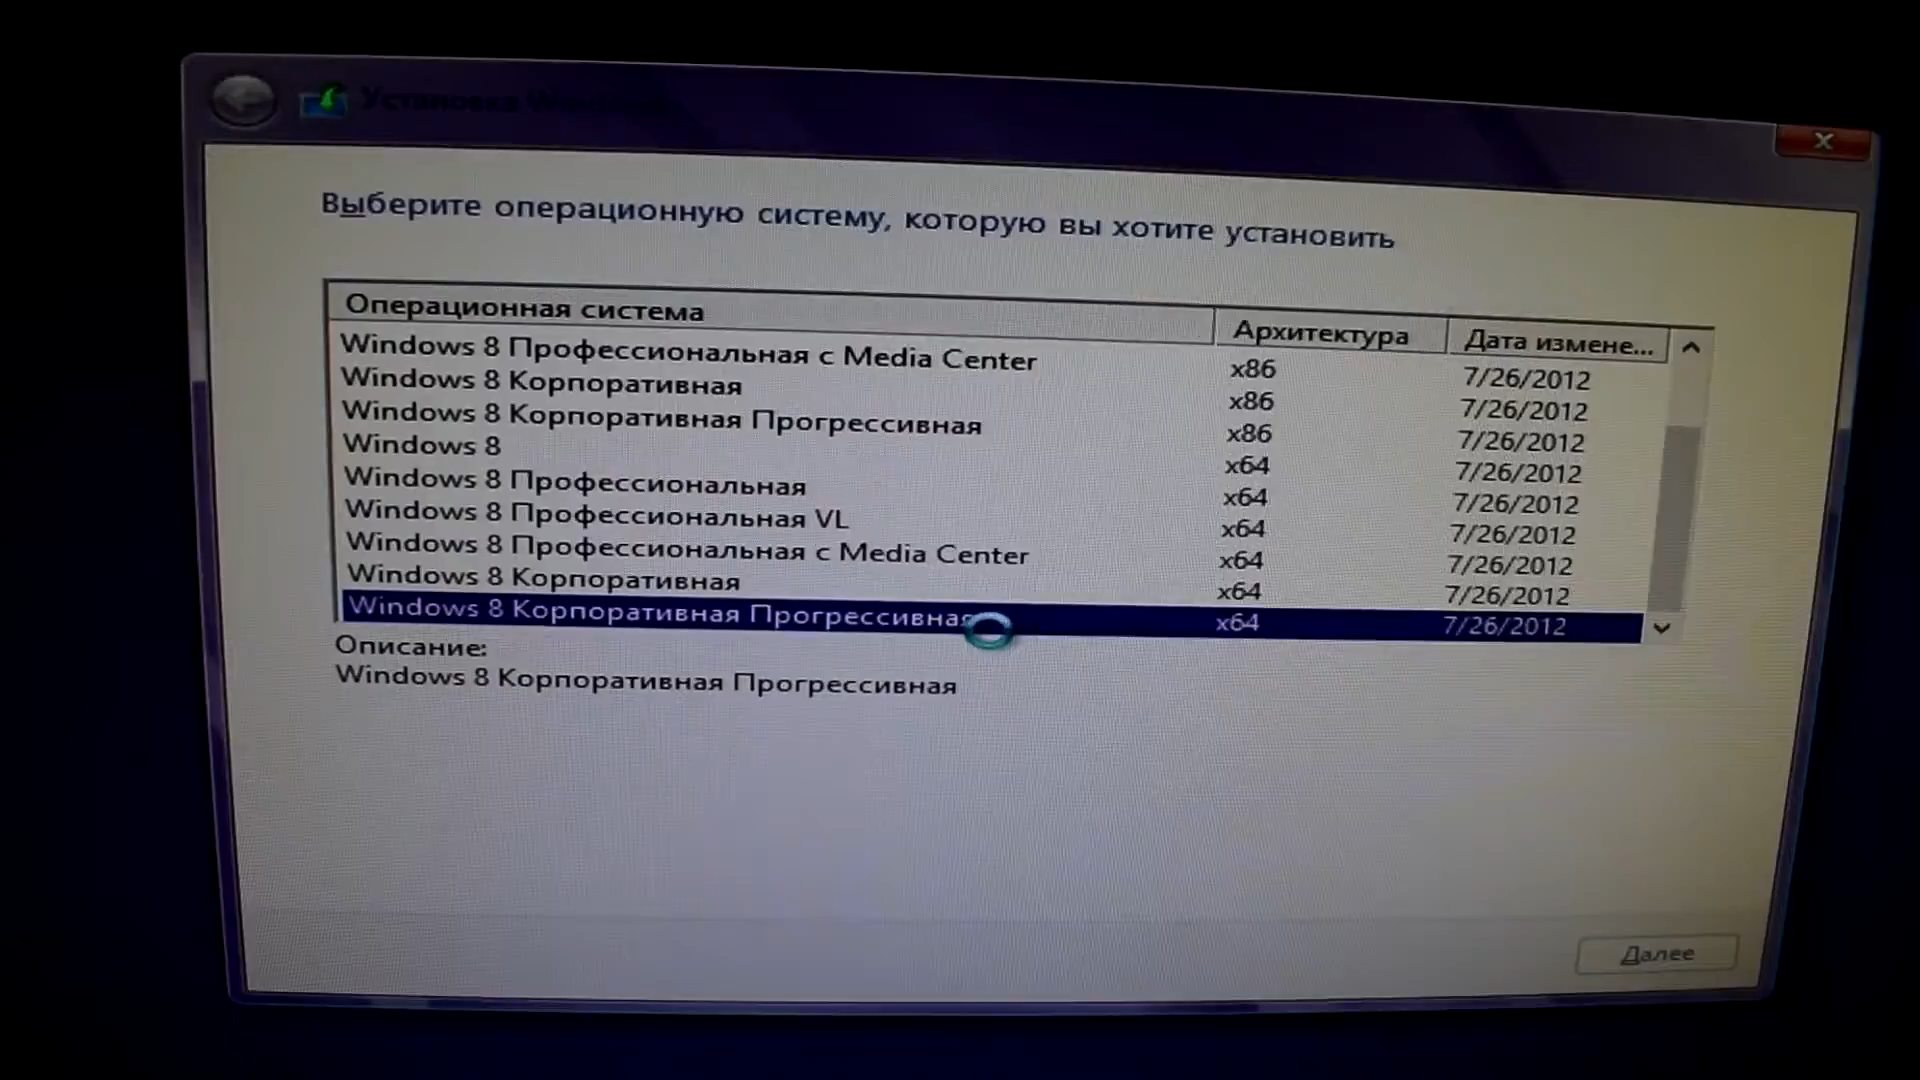 Установка Windows
Выберите операционную систему, которую вы хотите установить
Операционная система Архитектура Дата измене...
Windows 8 Профессиональная с Media Center x86 7/26/2012
Windows 8 Корпоративная x86 7/26/2012
Windows 8 Корпоративная Прогрессивная x86 7/26/2012
Windows 8 x64 7/26/2012
Windows 8 Профессиональная x64 7/26/2012
Windows 8 Профессиональная VL x64 7/26/2012
Windows 8 Профессиональная с Media Center x64 7/26/2012
Windows 8 Корпоративная x64 7/26/2012
Windows 8 Корпоративная Прогрессивная x64 7/26/2012
Описание:
Windows 8 Корпоративная Прогрессивная
Далее